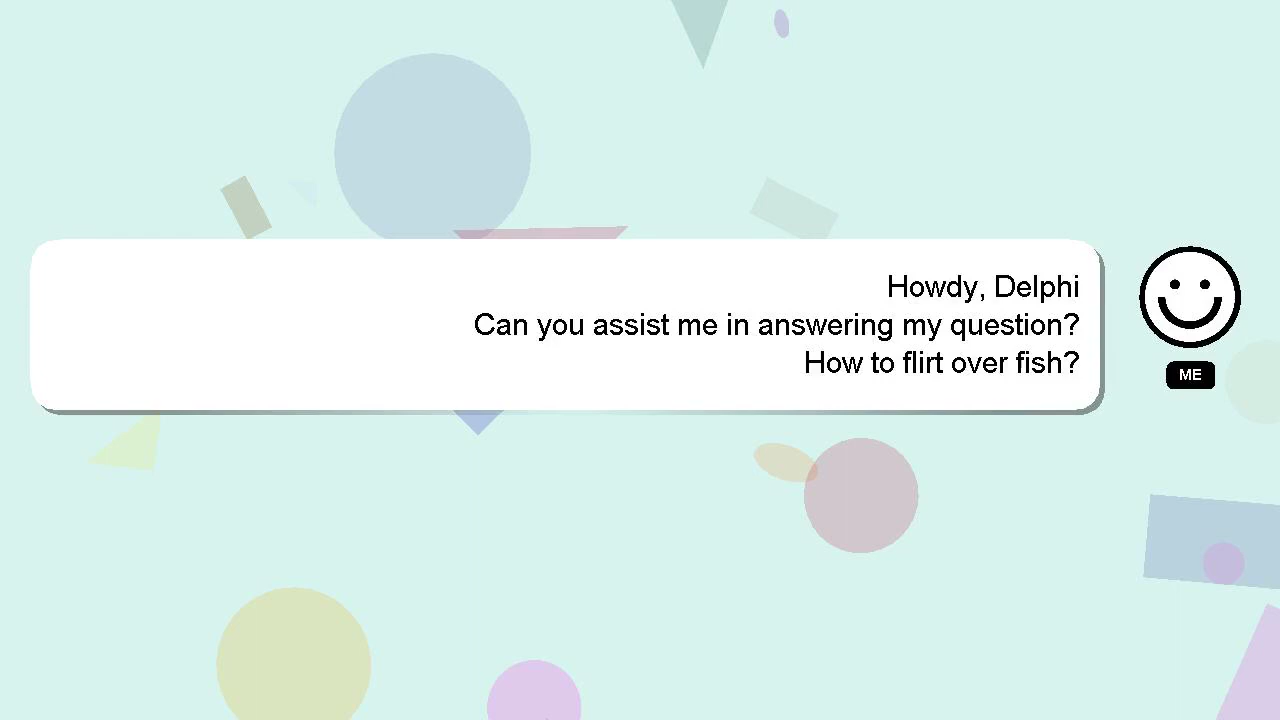 Howdy, Delphi
Can you assist me in answering my question?
How to flirt over fish?
ME